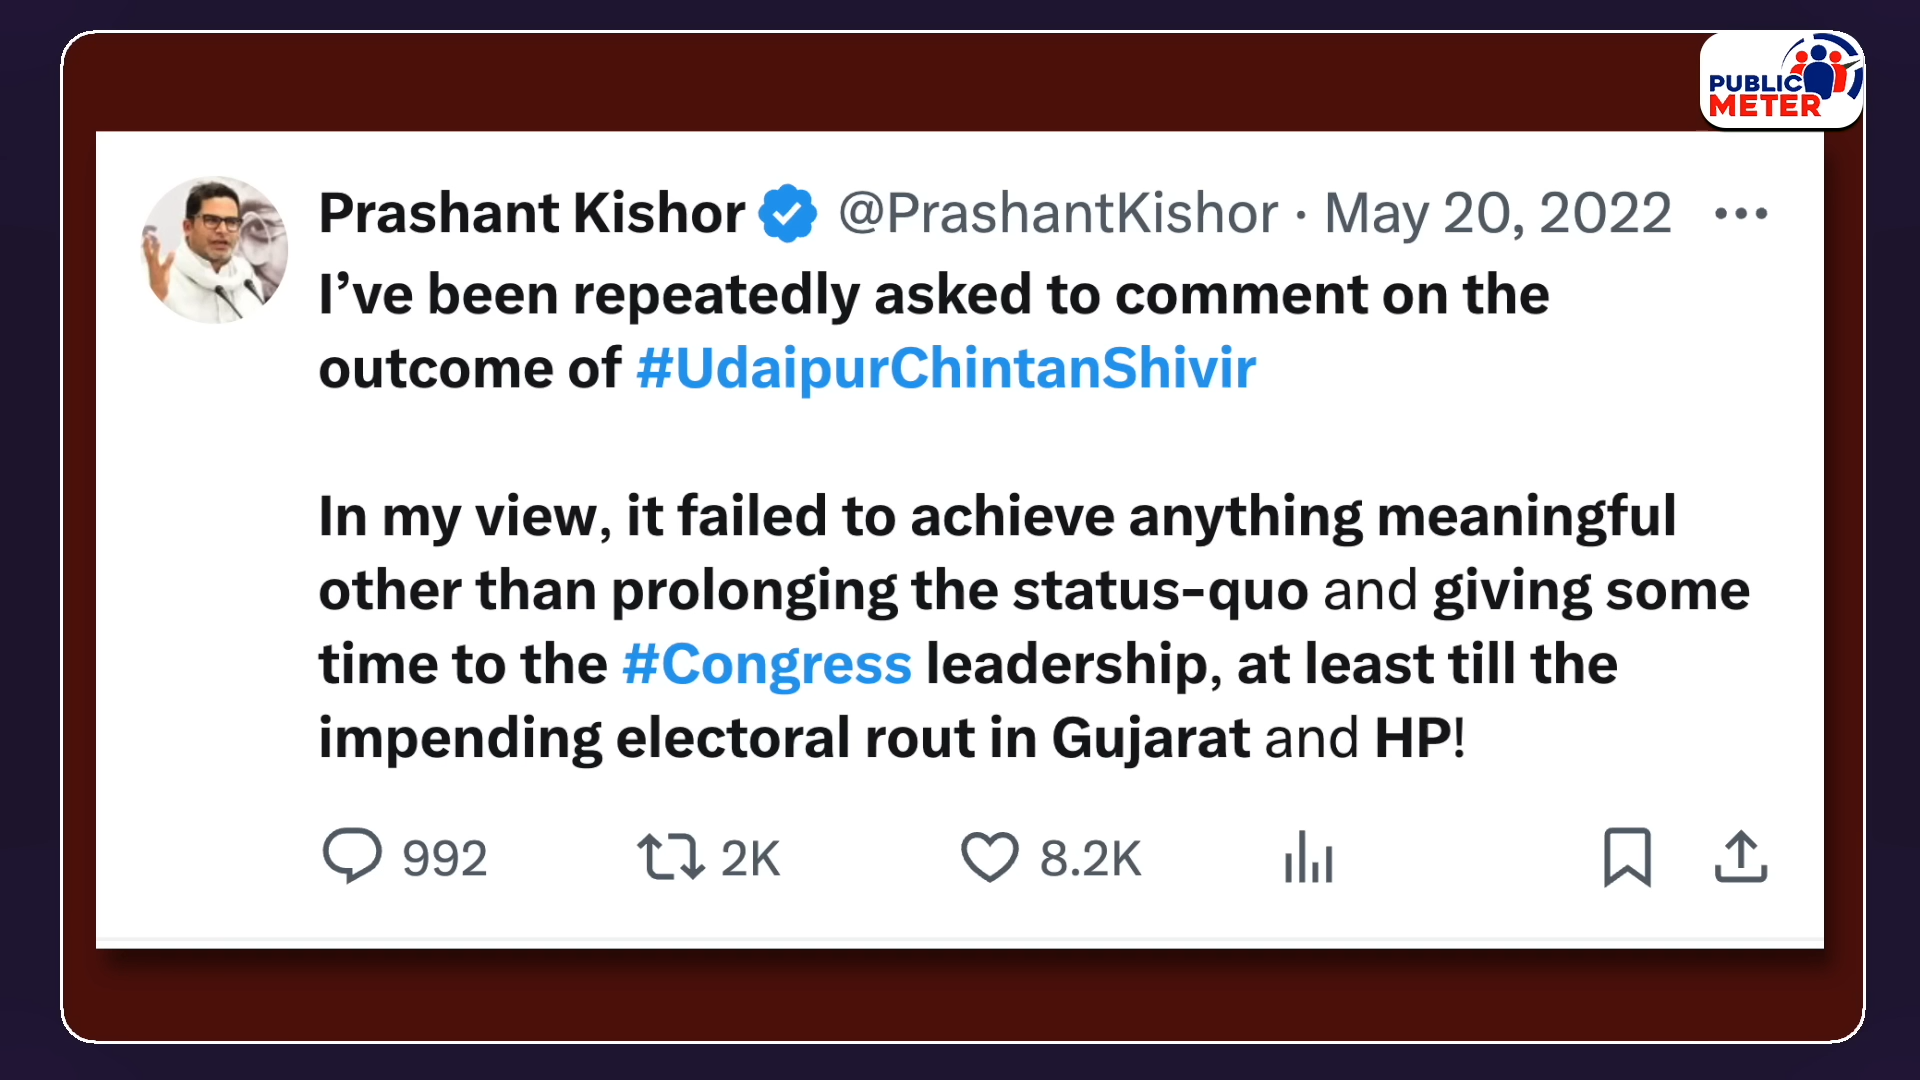 PUBLIC
METER
Prashant Kishor @PrashantKishor · May 20, 2022
I’ve been repeatedly asked to comment on the
outcome of #UdaipurChintanShivir
In my view, it failed to achieve anything meaningful
other than prolonging the status-quo and giving some
time to the #Congress leadership, at least till the
impending electoral rout in Gujarat and HP!
992 2K 8.2K